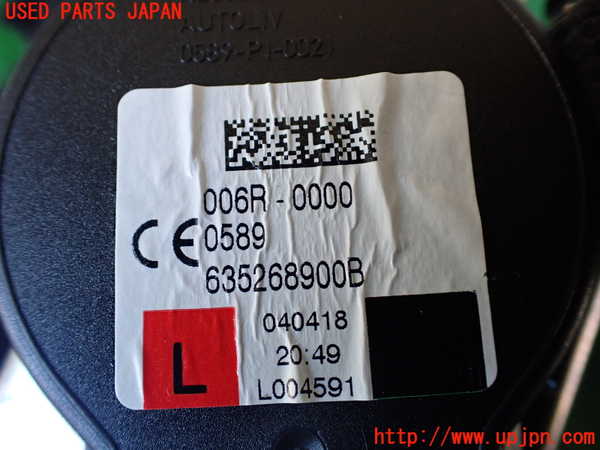 USED PARTS JAPAN
AUTOLIV
006R-0000
CE 0589
635268900B
040418
L 20:49
L004591
http://www.upjpn.com